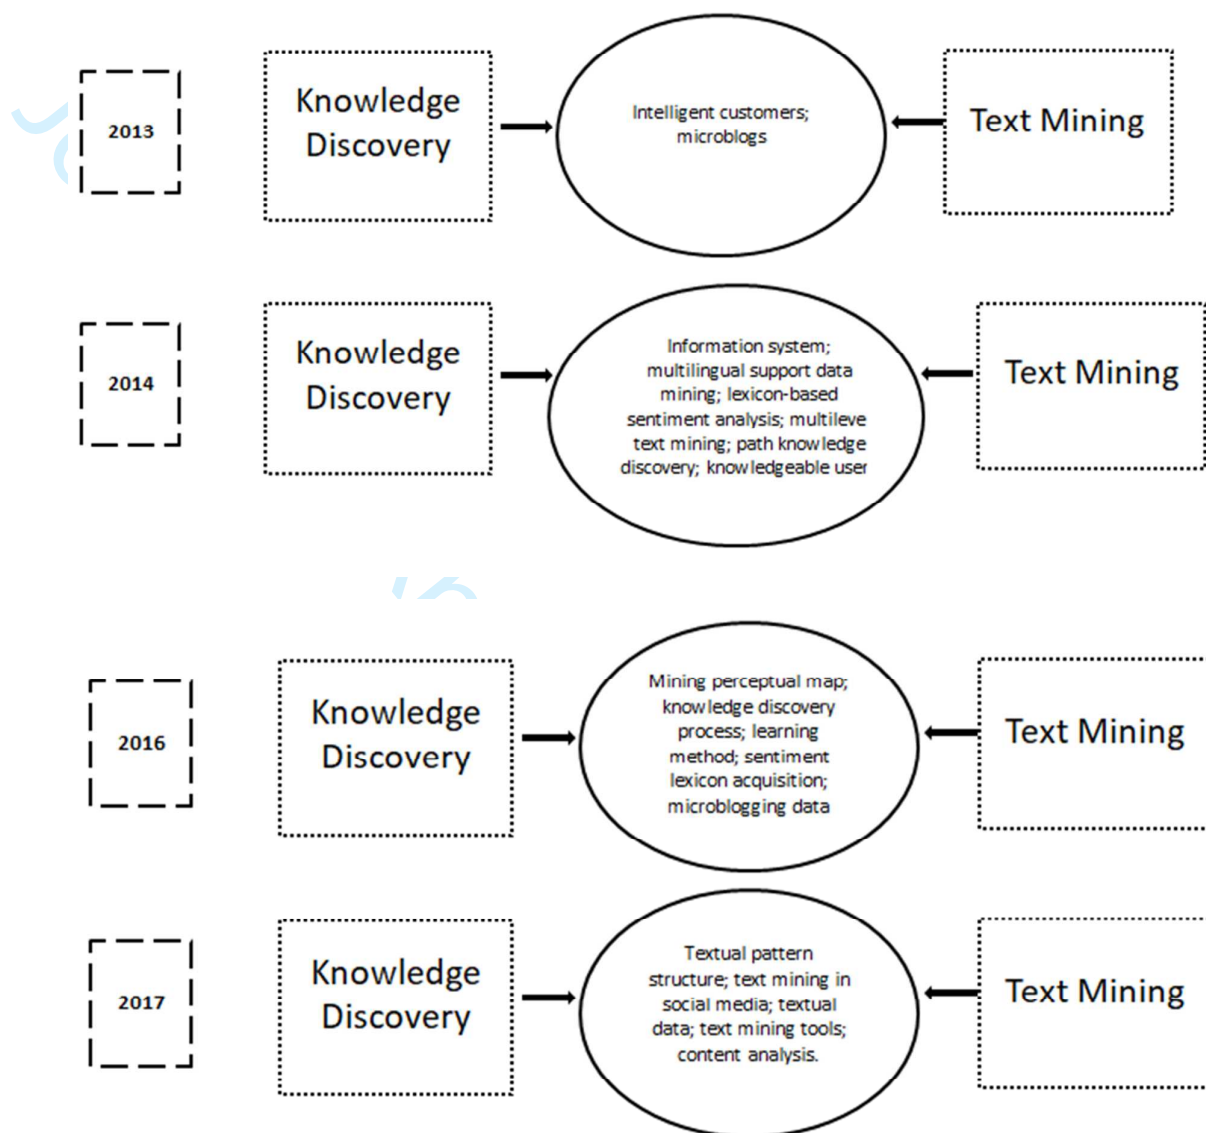 2013
Knowledge
Discovery
Intelligent customers;
microblogs
Text Mining
2014
Knowledge
Discovery
Information system;
multilingual support data
mining; lexicon-based
sentiment analysis; multileve
text mining; path knowledge
discovery; knowledgeable user
Text Mining
2016
Knowledge
Discovery
Mining perceptual map;
knowledge discovery
process; learning
method; sentiment
lexicon acquisition;
microblogging data
Text Mining
2017
Knowledge
Discovery
Textual pattern
structure; text mining in
social media; textual
data; text mining tools;
content analysis.
Text Mining